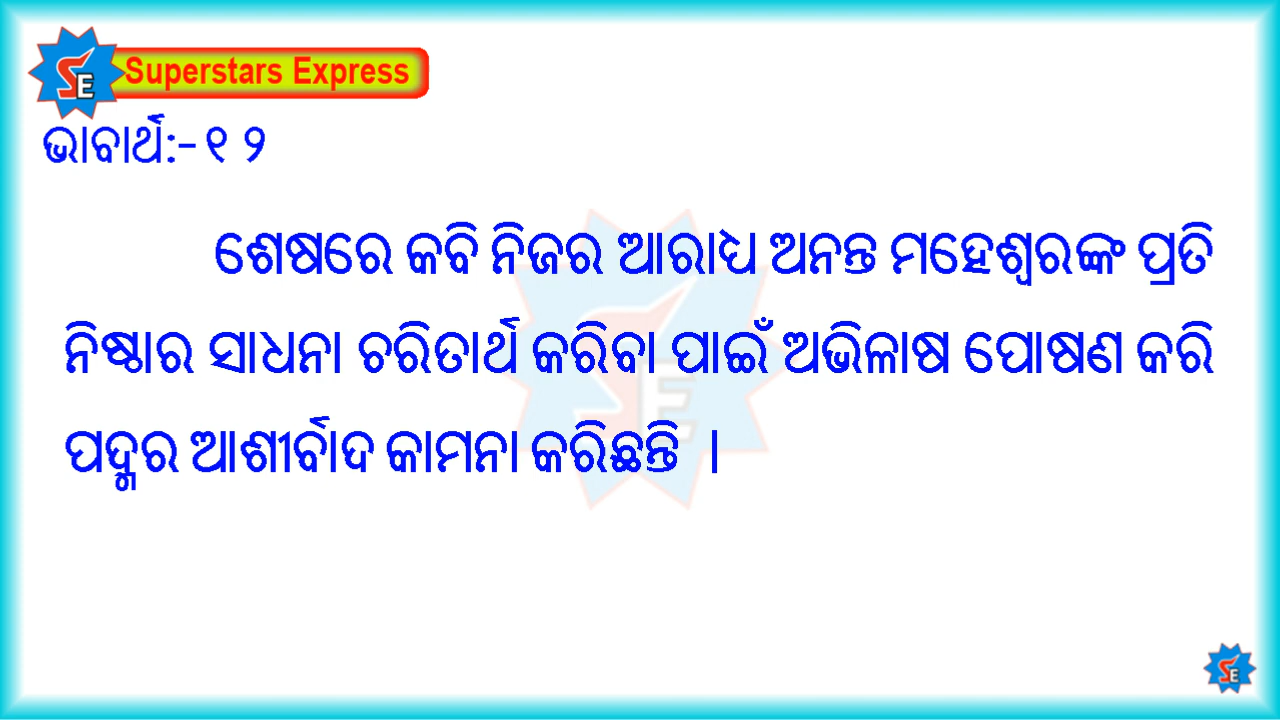 Superstars Express
ଭାବାର୍ଥ:-୧ ୨
ଶେଷରେ କବି ନିଜର ଆରାଧ୍ୟ ଅନନ୍ତ ମହେଶ୍ୱରଙ୍କ ପ୍ରତି
ନିଷ୍ଠାର ସାଧନା ଚରିତାର୍ଥ କରିବା ପାଇଁ ଅଭିଳାଷ ପୋଷଣ କରି
ପଦ୍ମର ଆଶୀର୍ବାଦ କାମନା କରିଛନ୍ତି ।